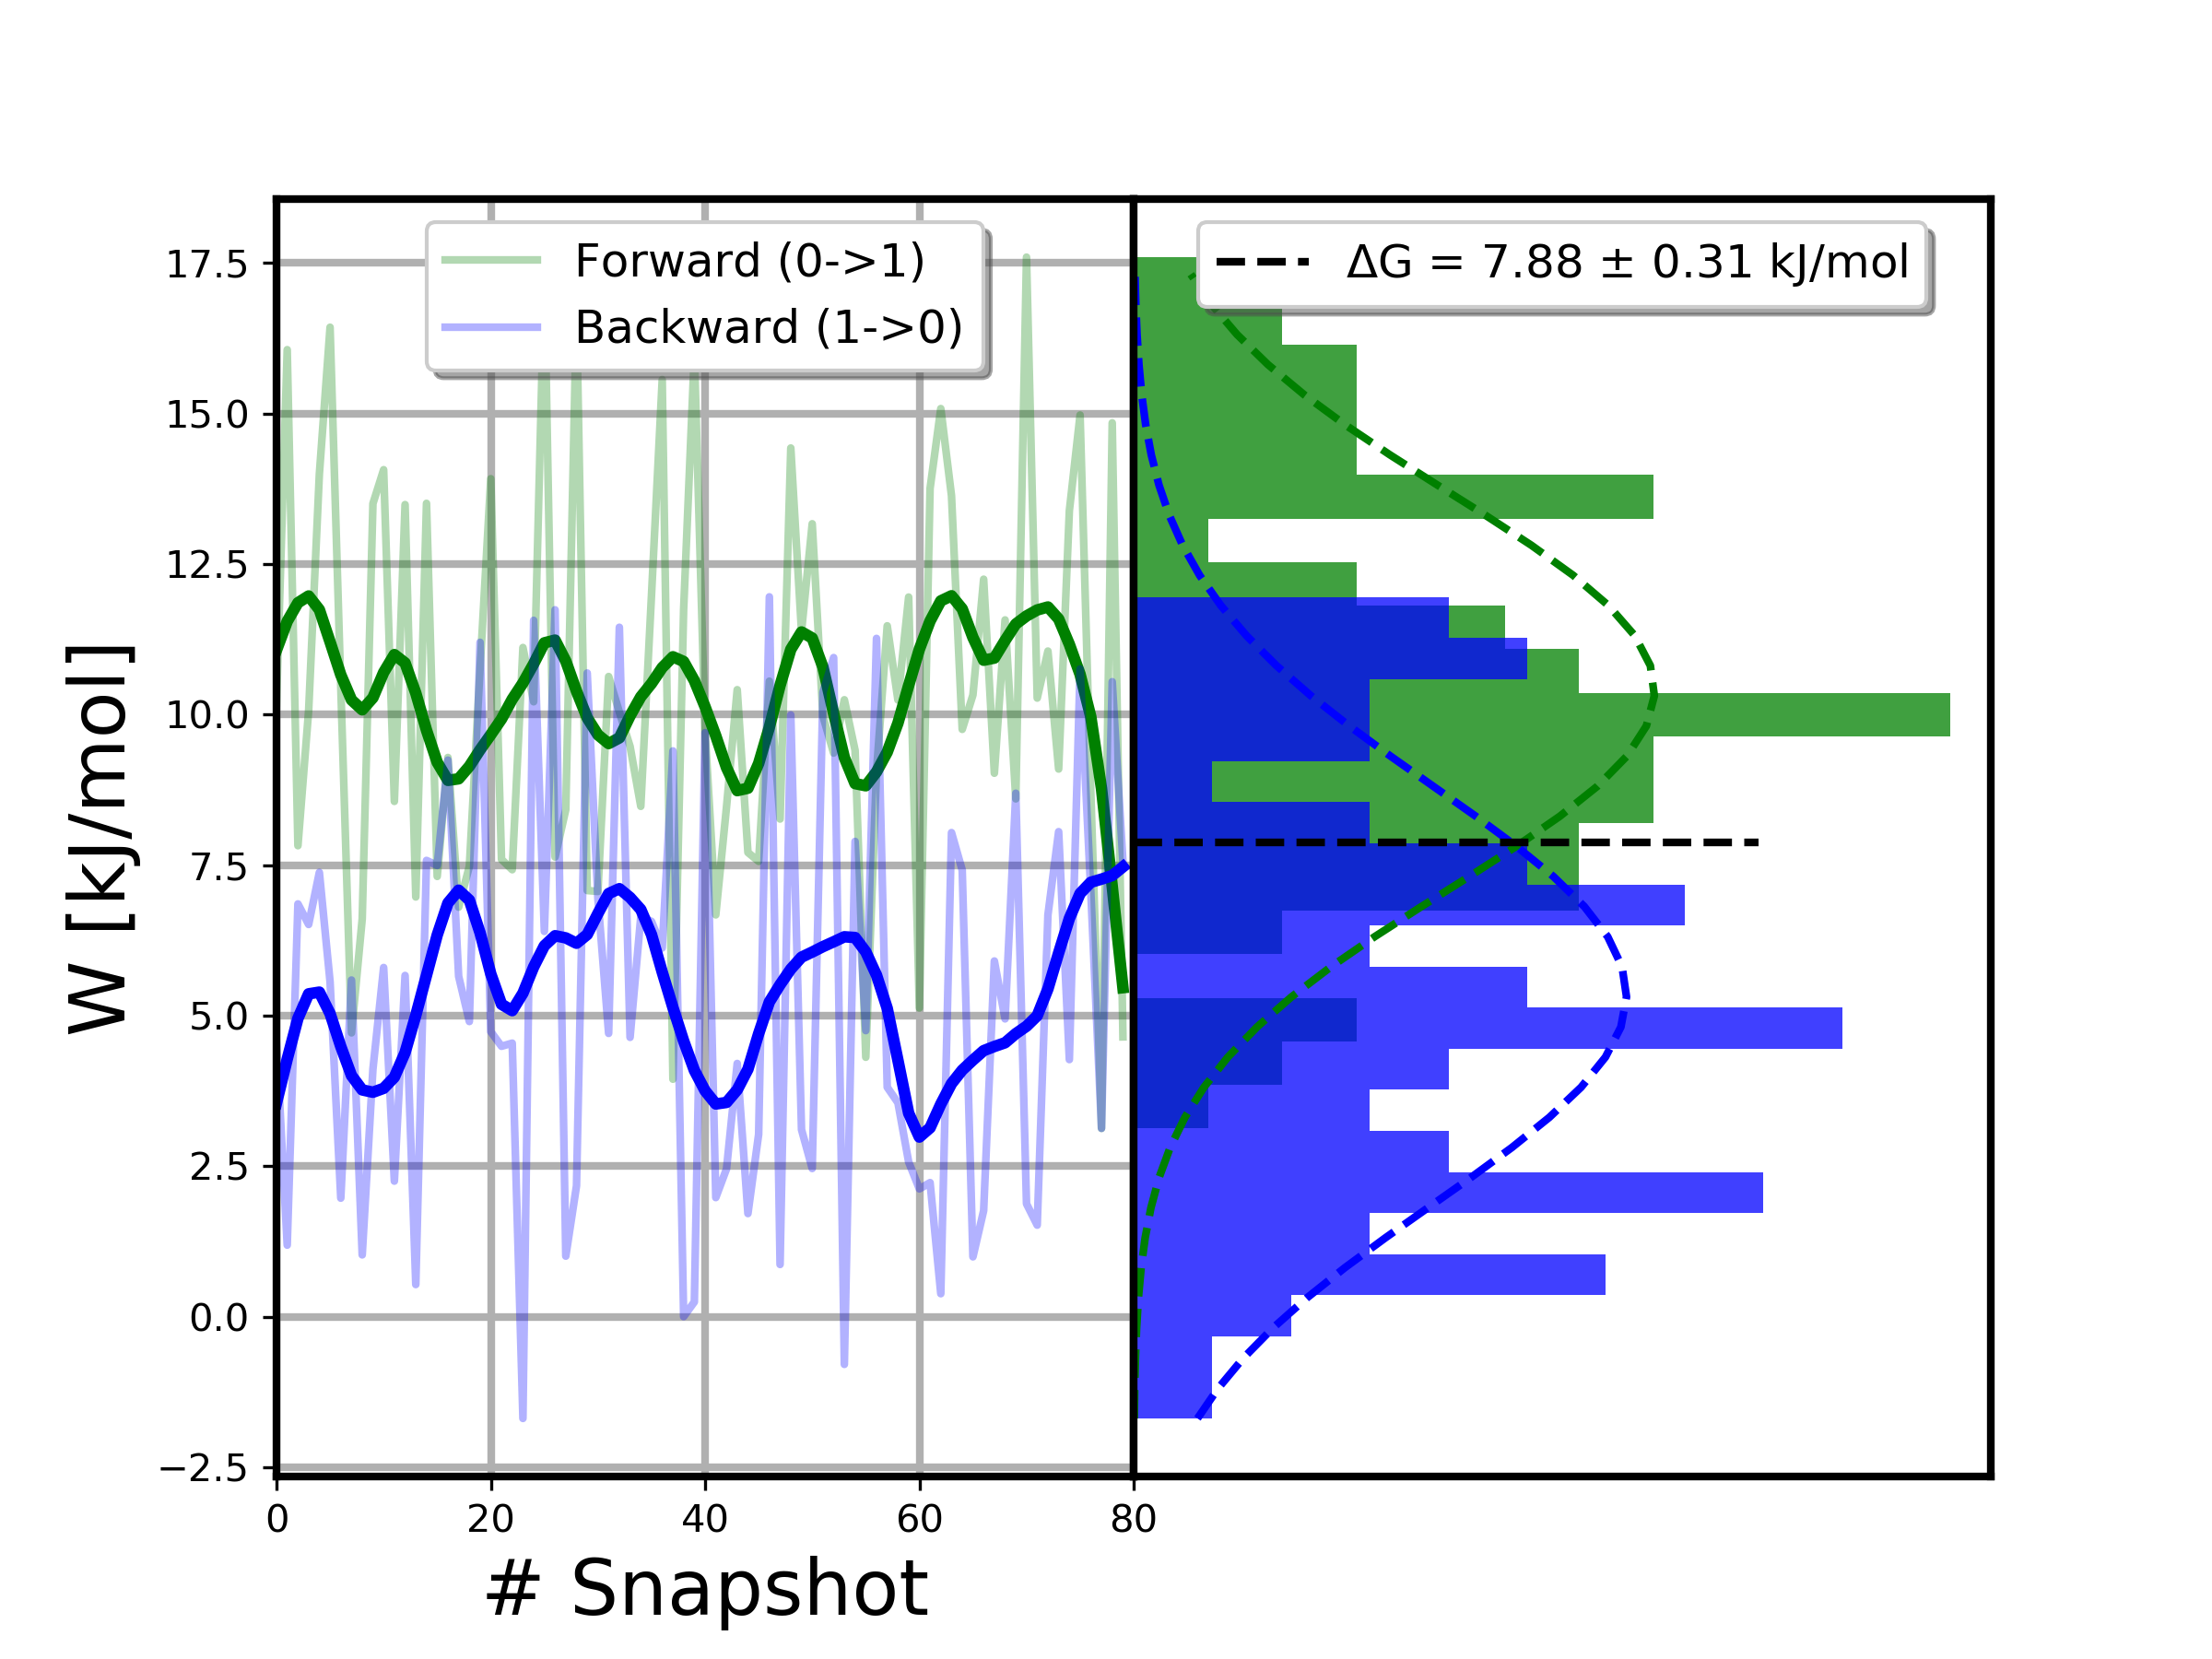 Forward (0->1)
Backward (1->0)
ΔG = 7.88 ± 0.31 kJ/mol
17.5
15.0
12.5
10.0
7.5
5.0
2.5
0.0
−2.5
W [kJ/mol]
0 20 40 60 80
# Snapshot